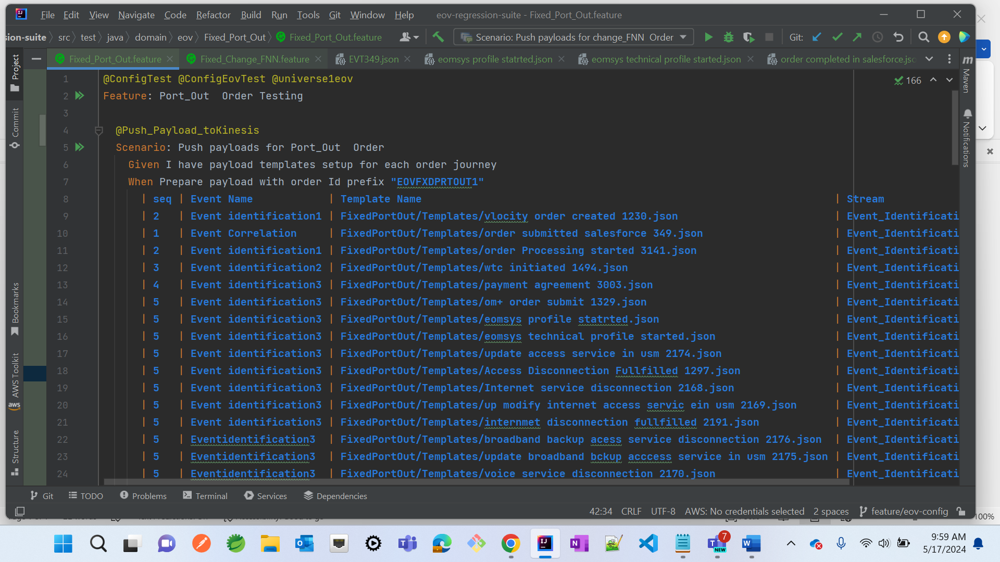 File Edit View Navigate Code Refactor Build Run Tools Git Window Help eov-regression-suite - Fixed_Port_Out.feature
sion-suite src test java domain eov Fixed_Port_Out Fixed_Port_Out.feature Scenario: Push payloads for change_FNN  Order Git:
Fixed_Port_Out.feature Fixed_Change_FNN.feature EVT349.json eomsys profile statrted.json eomsys technical profile started.json order completed in salesforce.jso
Project
Commit
Bookmarks
AWS Toolkit
aws
Structure
m
Maven
Notifications
166
1 @ConfigTest @ConfigEovTest @universe1eov
2 Feature: Port_Out  Order Testing
3
4 @Push_Payload_toKinesis
5 Scenario: Push payloads for Port_Out  Order
6 Given I have payload templates setup for each order journey
7 When Prepare payload with order Id prefix "EOVFXDPRTOUT1"
8 | seq | Event Name | Template Name | Stream
9 | 2 | Event identification1 | FixedPortOut/Templates/vlocity order created 1230.json | Event_Identificati
10 | 1 | Event Correlation | FixedPortOut/Templates/order submitted salesforce 349.json | Event_Identificati
11 | 2 | Event identification1 | FixedPortOut/Templates/order Processing started 3141.json | Event_Identificati
12 | 3 | Event identification2 | FixedPortOut/Templates/wtc initiated 1494.json | Event_Identificati
13 | 4 | Event identification3 | FixedPortOut/Templates/payment agreement 3003.json | Event_Identificati
14 | 5 | Event identification3 | FixedPortOut/Templates/om+ order submit 1329.json | Event_Identificati
15 | 5 | Event identification3 | FixedPortOut/Templates/eomsys profile statrted.json | Event_Identificati
16 | 5 | Event identification3 | FixedPortOut/Templates/eomsys technical profile started.json | Event_Identificati
17 | 5 | Event identification3 | FixedPortOut/Templates/update access service in usm 2174.json | Event_Identificati
18 | 5 | Event identification3 | FixedPortOut/Templates/Access Disconnection Fullfilled 1297.json | Event_Identificati
19 | 5 | Event identification3 | FixedPortOut/Templates/Internet service disconnection 2168.json | Event_Identificati
20 | 5 | Event identification3 | FixedPortOut/Templates/up modify internet access servic ein usm 2169.json | Event_Identificati
21 | 5 | Event identification3 | FixedPortOut/Templates/internmet disconnection fullfilled 2191.json | Event_Identificati
22 | 5 | Eventidentification3 | FixedPortOut/Templates/broadband backup acess service disconnection 2176.json | Event_Identificati
23 | 5 | Eventidentification3 | FixedPortOut/Templates/update broadband bckup acccess service in usm 2175.json | Event_Identificati
24 | 5 | Eventidentification3 | FixedPortOut/Templates/voice service disconnection 2170.json | Event_Identificati
Git TODO Problems Terminal Services Dependencies
42:34 CRLF UTF-8 AWS: No credentials selected 2 spaces feature/eov-config
100%
7
NEW
9:59 AM
5/17/2024